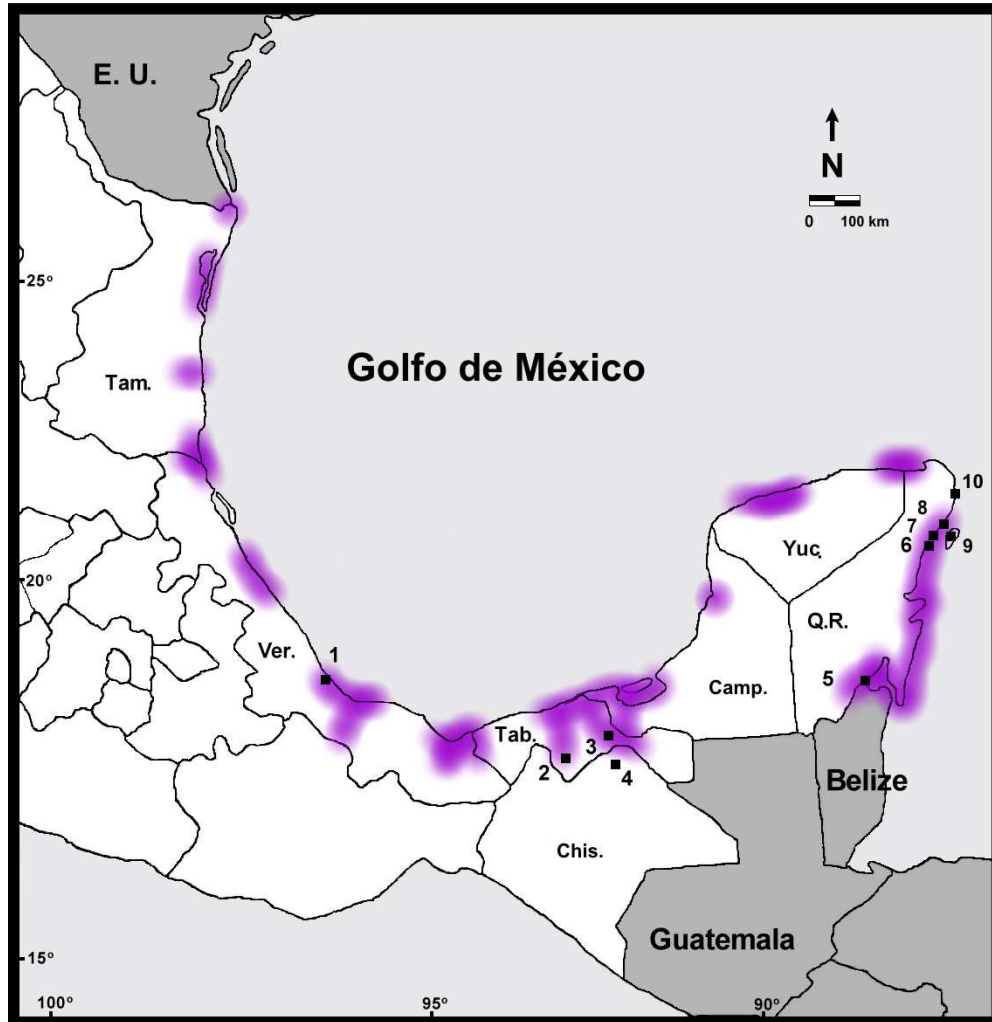 E. U.
N
0 100 km
25°
Golfo de México
Tam.
10
8
7
Yuc.
6
9
20°
Q.R.
Ver.
1
5
Camp.
Tab.
3
2
4
Belize
Chis.
Guatemala
15°
100°
95°
90°